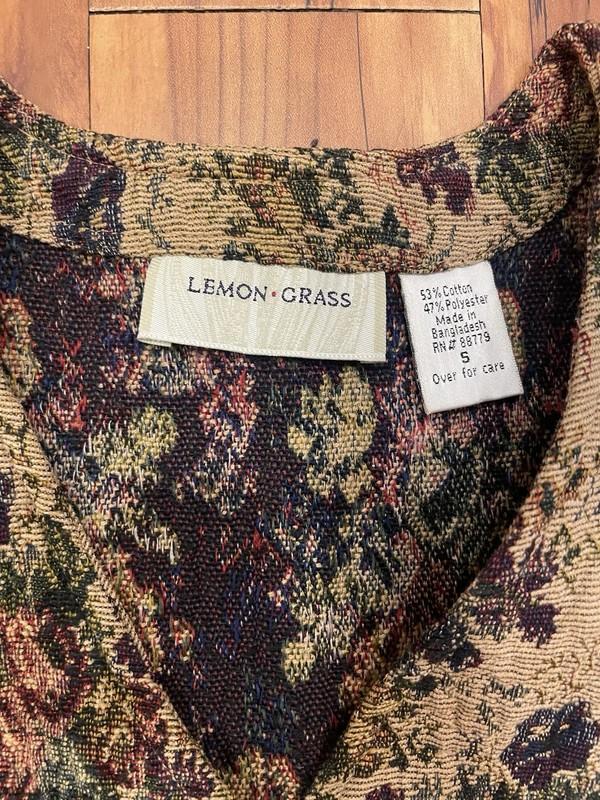 LEMON · GRASS
53% Cotton
47% Polyester
Made in
Bangladesh
RN# 88779
S
Over for care